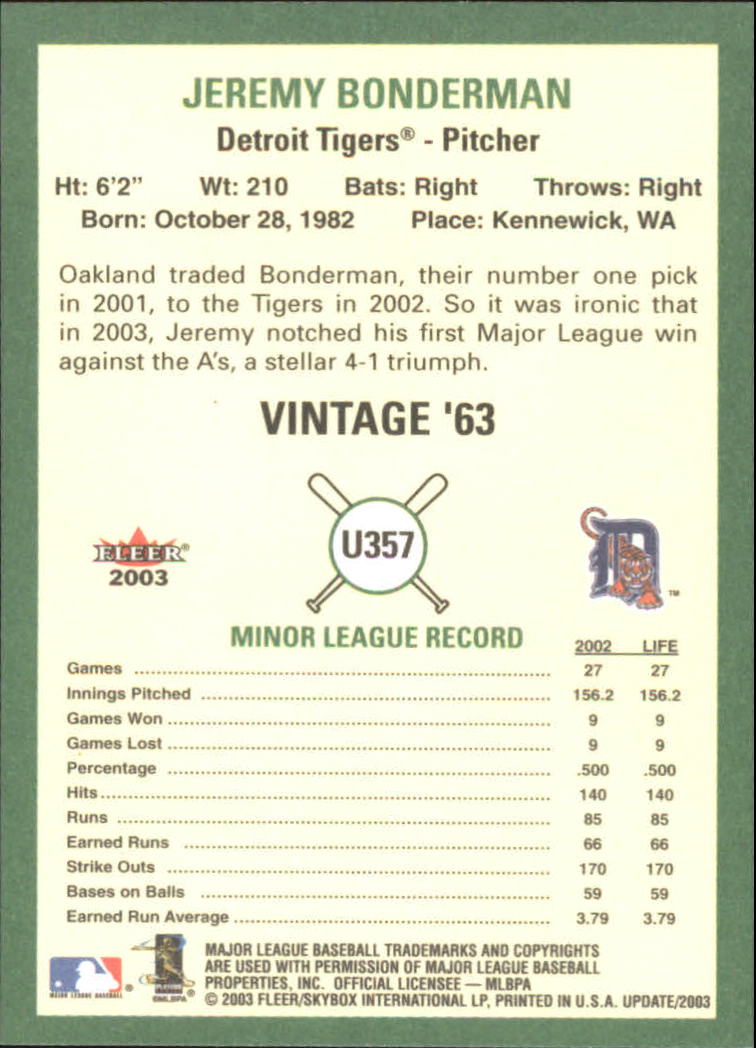 JEREMY BONDERMAN
Detroit Tigers® - Pitcher
Ht: 6'2" Wt: 210 Bats: Right Throws: Right
Born: October 28, 1982 Place: Kennewick, WA
Oakland traded Bonderman, their number one pick
in 2001, to the Tigers in 2002. So it was ironic that
in 2003, Jeremy notched his first Major League win
against the A's, a stellar 4-1 triumph.
VINTAGE '63
U357
FLEER®
2003
D
TM
MINOR LEAGUE RECORD 2002 LIFE
Games 27 27
Innings Pitched 156.2 156.2
Games Won 9 9
Games Lost 9 9
Percentage .500 .500
Hits 140 140
Runs 85 85
Earned Runs 66 66
Strike Outs 170 170
Bases on Balls 59 59
Earned Run Average 3.79 3.79
MAJOR LEAGUE BASEBALL TRADEMARKS AND COPYRIGHTS
ARE USED WITH PERMISSION OF MAJOR LEAGUE BASEBALL
PROPERTIES, INC. OFFICIAL LICENSEE — MLBPA
© 2003 FLEER/SKYBOX INTERNATIONAL LP, PRINTED IN U.S.A. UPDATE/2003
MAJOR LEAGUE BASEBALL®
©MLBPA ®